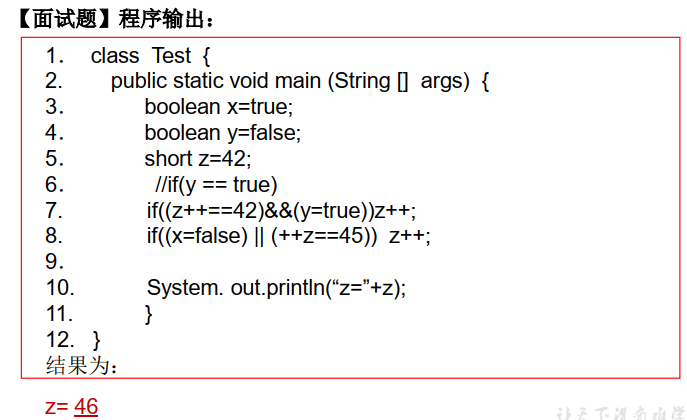 【面试题】程序输出：
1. class Test {
2. public static void main (String [] args) {
3. boolean x=true;
4. boolean y=false;
5. short z=42;
6. //if(y == true)
7. if((z++==42)&&(y=true))z++;
8. if((x=false) || (++z==45)) z++;
9.
10. System. out.println(“z=”+z);
11. }
12. }
结果为：
z= 46
让天下没有难学